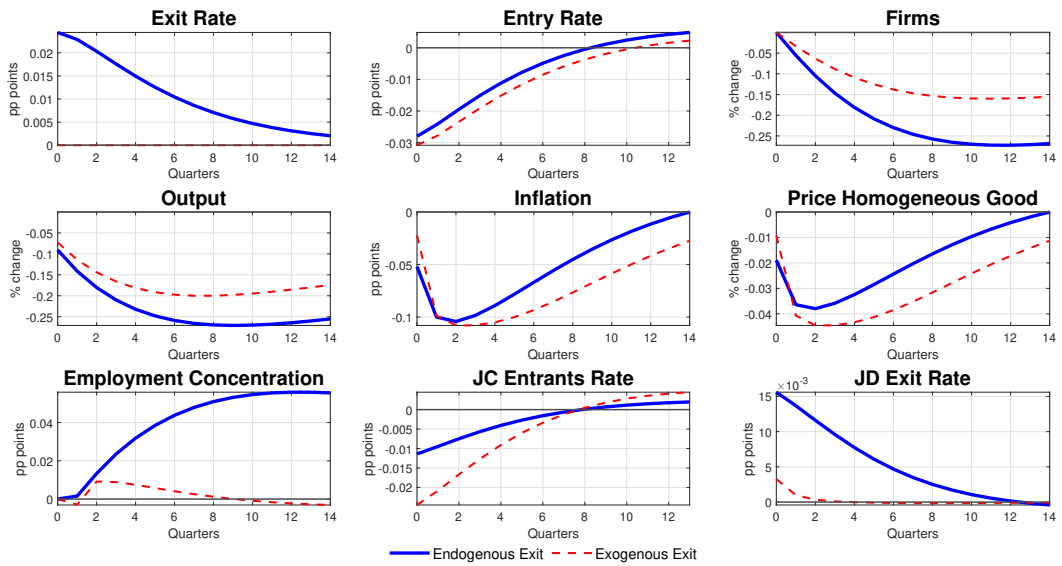 Exit Rate
pp points
0.02
0.015
0.01
0.005
0
0 2 4 6 8 10 12 14
Quarters
Entry Rate
pp points
0
-0.01
-0.02
-0.03
0 2 4 6 8 10 12
Quarters
Firms
% change
-0.05
-0.1
-0.15
-0.2
-0.25
0 2 4 6 8 10 12 14
Quarters
Output
% change
-0.05
-0.1
-0.15
-0.2
-0.25
0 2 4 6 8 10 12 14
Quarters
Inflation
pp points
0
-0.05
-0.1
0 2 4 6 8 10 12 14
Quarters
Price Homogeneous Good
% change
0
-0.01
-0.02
-0.03
-0.04
0 2 4 6 8 10 12 14
Quarters
Employment Concentration
pp points
0.04
0.02
0
0 2 4 6 8 10 12 14
Quarters
JC Entrants Rate
pp points
0
-0.005
-0.01
-0.015
-0.02
0 2 4 6 8 10 12
Quarters
JD Exit Rate
×10⁻³
pp points
15
10
5
0
0 2 4 6 8 10 12 14
Quarters
Endogenous Exit Exogenous Exit